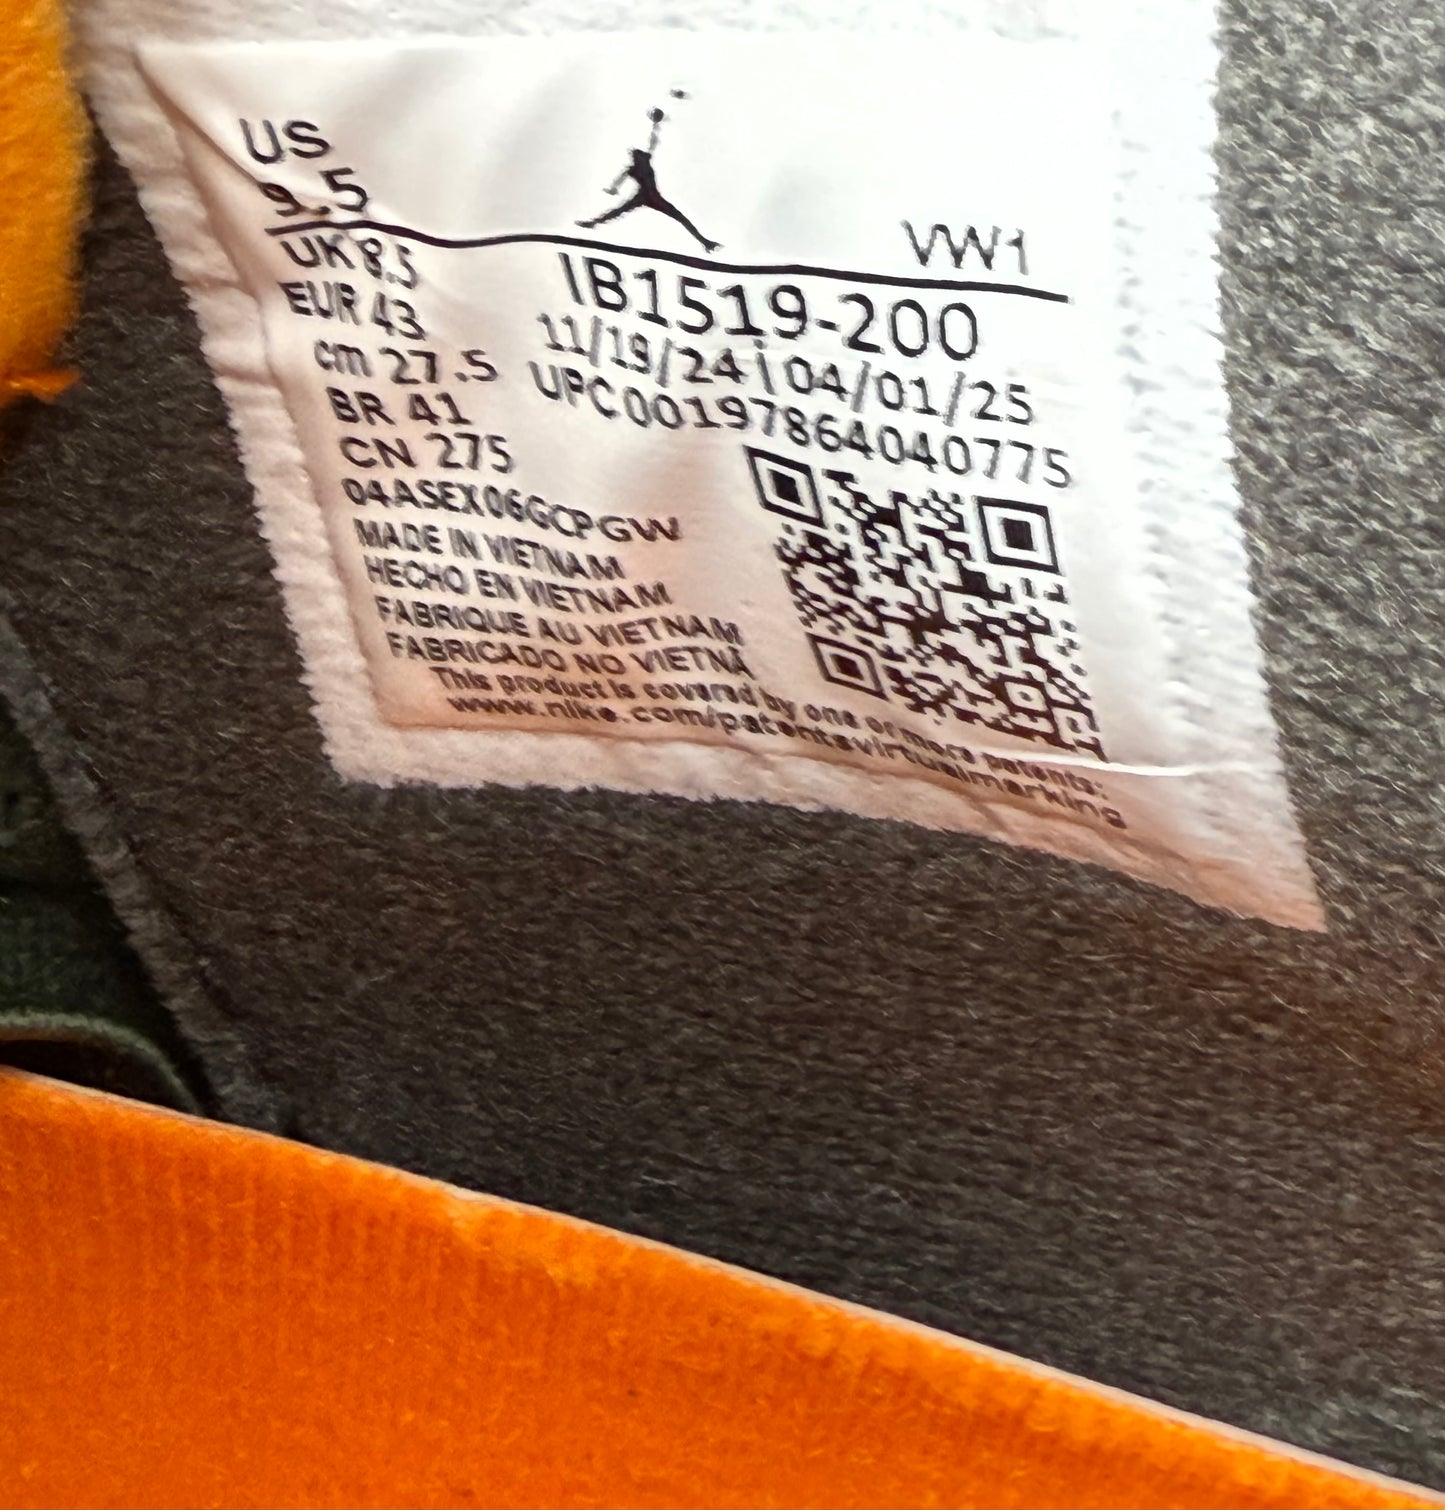 US
9.5
VW1
UK 8.5
IB1519-200
EUR 43
11/19/24 | 04/01/25
cm 27.5
UPC00197864040775
BR 41
CN 275
04ASEX06GCPGW
MADE IN VIETNAM
HECHO EN VIETNAM
FABRIQUE AU VIETNAM
FABRICADO NO VIETNÃ
This product is covered by one or more patents:
www.nike.com/patentsvirtualmarking